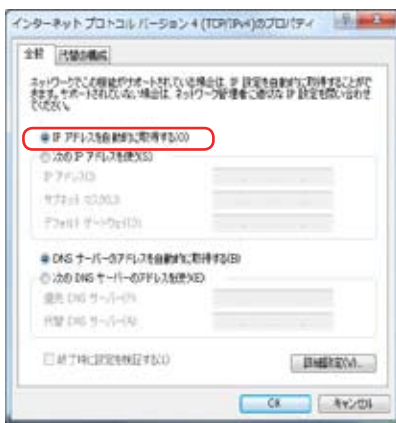 インターネット プロトコル バージョン 4 (TCP/IPv4)のプロパティ
全般 代替の構成
ネットワークでこの機能がサポートされている場合は、IP 設定を自動的に取得することがで
きます。サポートされていない場合は、ネットワーク管理者に適切な IP 設定を問い合わせ
てください。
IP アドレスを自動的に取得する(O)
次の IP アドレスを使う(S)
IP アドレス(I)
サブネット マスク(U)
デフォルト ゲートウェイ(D)
DNS サーバーのアドレスを自動的に取得する(B)
次の DNS サーバーのアドレスを使う(E)
優先 DNS サーバー(P)
代替 DNS サーバー(A)
終了時に設定を検証する(L)
詳細設定(V)...
OK キャンセル